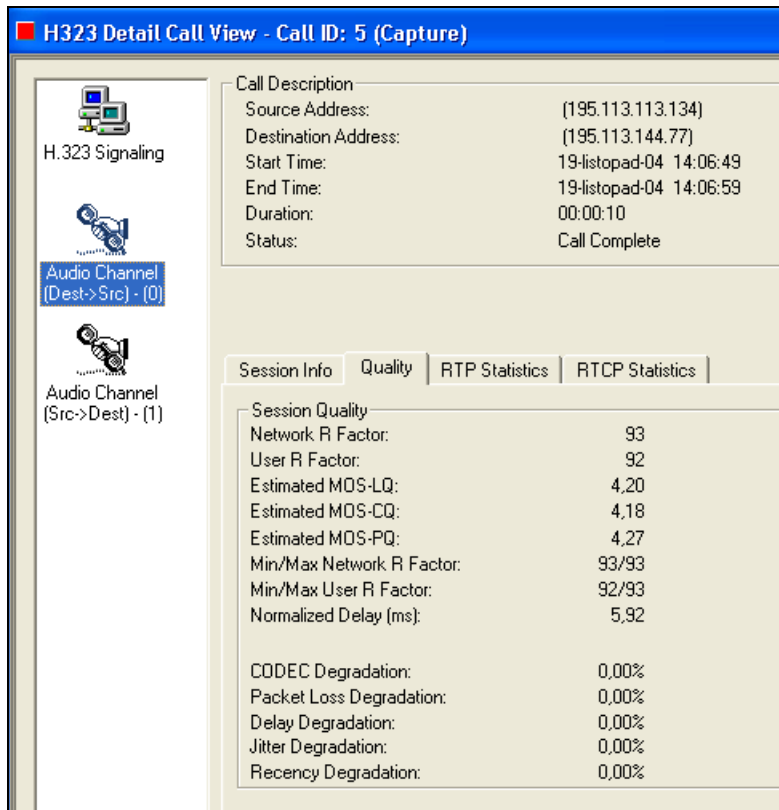 H323 Detail Call View - Call ID: 5 (Capture)
H.323 Signaling
Audio Channel
(Dest->Src) - (0)
Audio Channel
(Src->Dest) - (1)
Call Description
Source Address: (195.113.113.134)
Destination Address: (195.113.144.77)
Start Time: 19-listopad-04 14:06:49
End Time: 19-listopad-04 14:06:59
Duration: 00:00:10
Status: Call Complete
Session Info Quality RTP Statistics RTCP Statistics
Session Quality
Network R Factor: 93
User R Factor: 92
Estimated MOS-LQ: 4,20
Estimated MOS-CQ: 4,18
Estimated MOS-PQ: 4,27
Min/Max Network R Factor: 93/93
Min/Max User R Factor: 92/93
Normalized Delay (ms): 5,92
CODEC Degradation: 0,00%
Packet Loss Degradation: 0,00%
Delay Degradation: 0,00%
Jitter Degradation: 0,00%
Recency Degradation: 0,00%